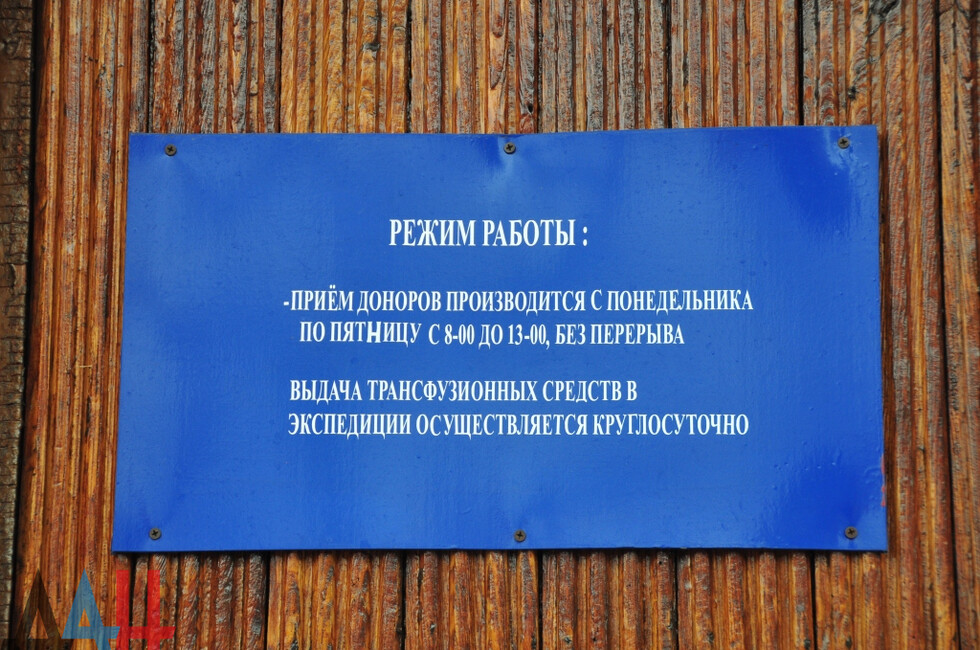 РЕЖИМ РАБОТЫ :
-ПРИЁМ ДОНОРОВ ПРОИЗВОДИТСЯ С ПОНЕДЕЛЬНИКА
ПО ПЯТНИЦУ С 8-00 ДО 13-00, БЕЗ ПЕРЕРЫВА
ВЫДАЧА ТРАНСФУЗИОННЫХ СРЕДСТВ В
ЭКСПЕДИЦИИ ОСУЩЕСТВЛЯЕТСЯ КРУГЛОСУТОЧНО
ДАН